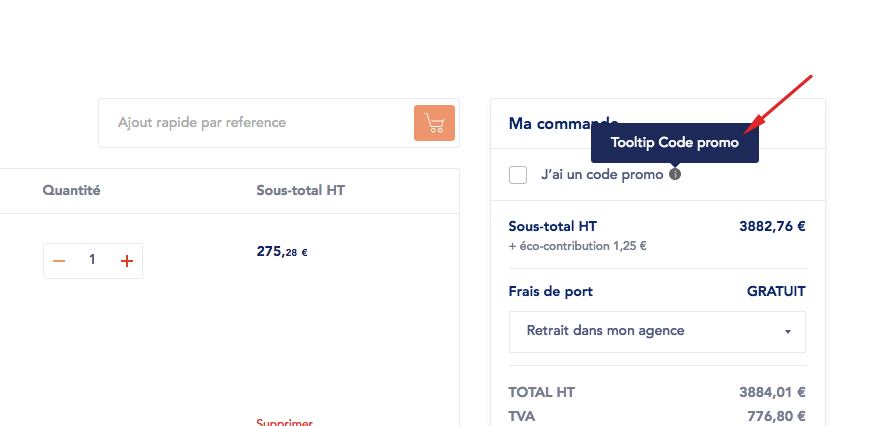 Ajout rapide par reference
Quantité
Sous-total HT
1
275,28 €
Supprimer
Ma commande
Tooltip Code promo
J'ai un code promo
Sous-total HT
3882,76 €
+ éco-contribution 1,25 €
Frais de port
GRATUIT
Retrait dans mon agence
TOTAL HT
3884,01 €
TVA
776,80 €